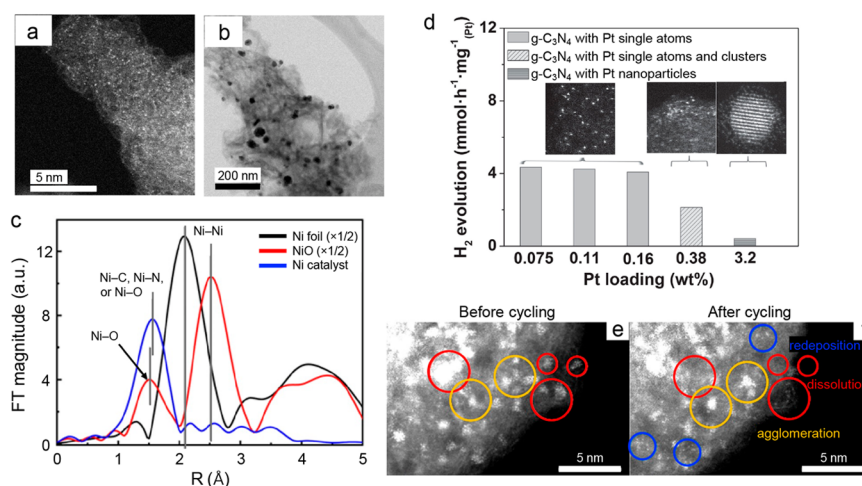 a
5 nm
b
200 nm
c
FT magnitude (a.u.)
12
8
4
0
0 1 2 3 4 5
R (Å)
Ni–Ni
Ni foil (×1/2)
NiO (×1/2)
Ni catalyst
Ni–C, Ni–N,
or Ni–O
Ni–O
d
H₂ evolution (mmol·h⁻¹·mg⁻¹(Pt))
12
8
4
0
g-C₃N₄ with Pt single atoms
g-C₃N₄ with Pt single atoms and clusters
g-C₃N₄ with Pt nanoparticles
0.075 0.11 0.16 0.38 3.2
Pt loading (wt%)
Before cycling
5 nm
e
After cycling
redeposition
dissolutio
agglomeration
5 nm